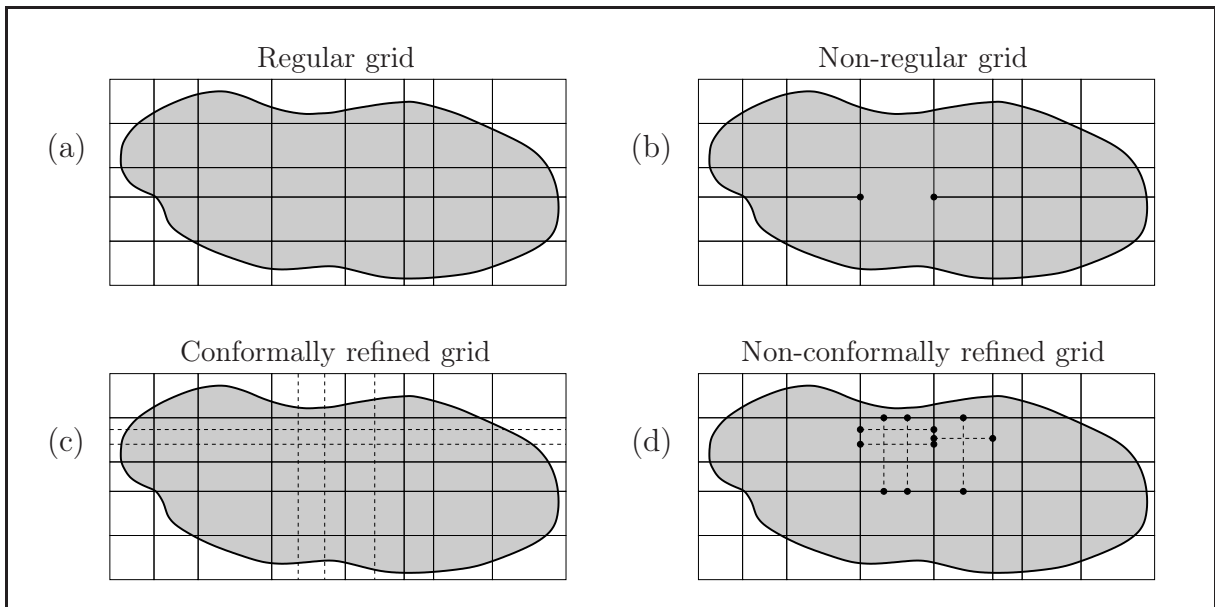 Regular grid
Non-regular grid
(a)
(b)
Conformally refined grid
Non-conformally refined grid
(c)
(d)